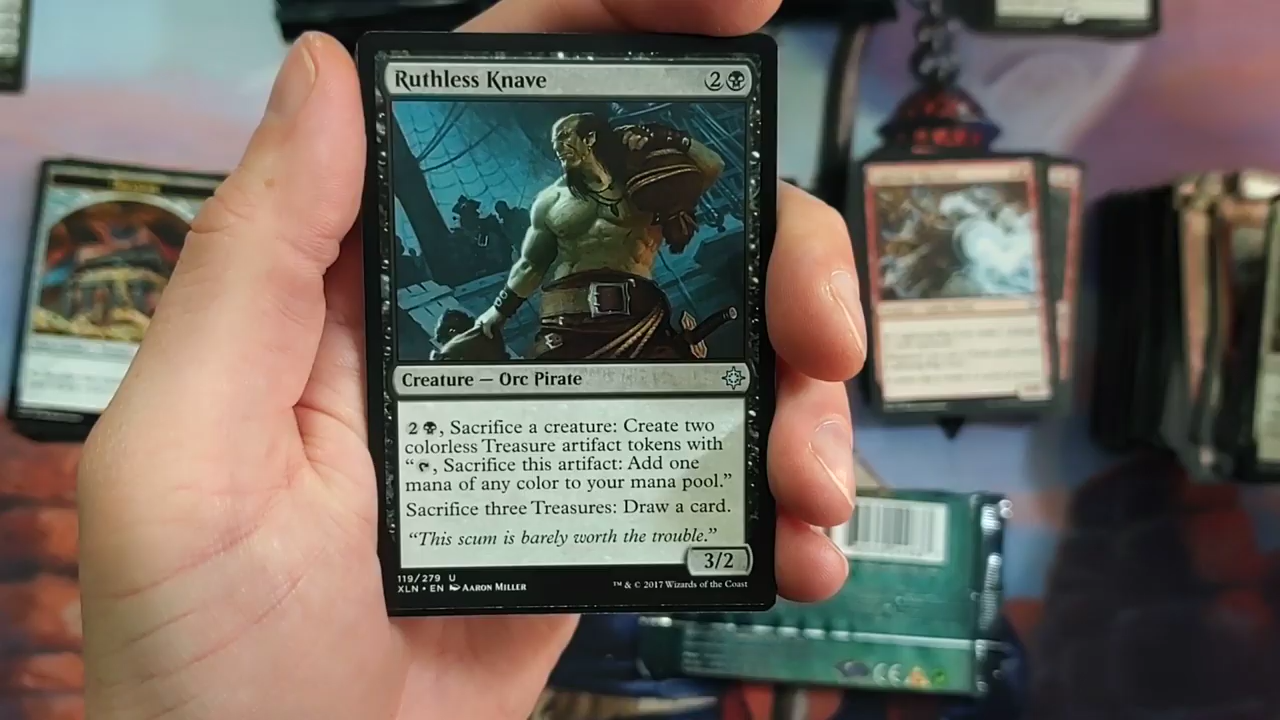 Ruthless Knave 2
Creature — Orc Pirate
2, Sacrifice a creature: Create two
colorless Treasure artifact tokens with
“, Sacrifice this artifact: Add one
mana of any color to your mana pool.”
Sacrifice three Treasures: Draw a card.
“This scum is barely worth the trouble.”
3/2
119/279 U
XLN • EN AARON MILLER
™ & © 2017 Wizards of the Coast
CE